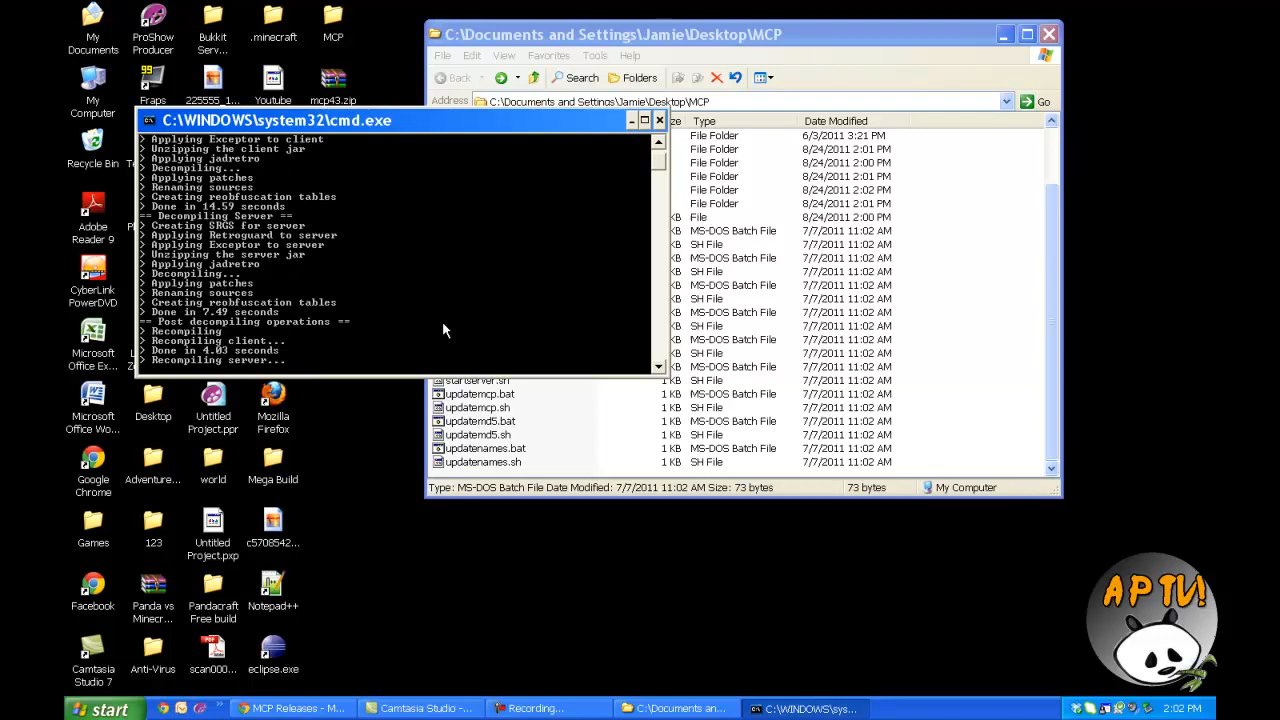 My Documents
ProShow Producer
Bukkit Serv...
.minecraft
MCP
My Computer
Fraps
99
225555_1...
Youtube
mcp43.zip
Recycle Bin
Adobe Reader 9
CyberLink PowerDVD
Microsoft Office Ex...
Microsoft Office Wo...
Desktop
Untitled Project.ppr
Mozilla Firefox
Google Chrome
Adventure...
world
Mega Build
Games
123
Untitled Project.pxp
c5708542...
Facebook
Panda vs Minecr...
Pandacraft Free build
Notepad++
Camtasia Studio 7
Anti-Virus
scan000...
eclipse.exe
C:\WINDOWS\system32\cmd.exe
> Applying Exceptor to client
> Unzipping the client jar
> Applying jadretro
> Decompiling...
> Applying patches
> Renaming sources
> Creating reobfuscation tables
> Done in 14.59 seconds
== Decompiling Server ==
> Creating SRGS for server
> Applying Retroguard to server
> Applying Exceptor to server
> Unzipping the server jar
> Applying jadretro
> Decompiling...
> Applying patches
> Renaming sources
> Creating reobfuscation tables
> Done in 7.49 seconds
== Post decompiling operations ==
> Recompiling
> Recompiling client...
> Done in 4.03 seconds
> Recompiling server...
C:\Documents and Settings\Jamie\Desktop\MCP
File Edit View Favorites Tools Help
Back Search Folders
Address C:\Documents and Settings\Jamie\Desktop\MCP Go
ze Type Date Modified
File Folder 6/3/2011 3:21 PM
File Folder 8/24/2011 2:01 PM
File Folder 8/24/2011 2:00 PM
File Folder 8/24/2011 2:01 PM
File Folder 8/24/2011 2:02 PM
File Folder 8/24/2011 2:01 PM
KB File 8/24/2011 2:00 PM
KB MS-DOS Batch File 7/7/2011 11:02 AM
KB SH File 7/7/2011 11:02 AM
KB MS-DOS Batch File 7/7/2011 11:02 AM
KB SH File 7/7/2011 11:02 AM
KB MS-DOS Batch File 7/7/2011 11:02 AM
KB SH File 7/7/2011 11:02 AM
KB MS-DOS Batch File 7/7/2011 11:02 AM
KB SH File 7/7/2011 11:02 AM
KB MS-DOS Batch File 7/7/2011 11:02 AM
KB SH File 7/7/2011 11:02 AM
KB MS-DOS Batch File 7/7/2011 11:02 AM
startserver.sh 1 KB SH File 7/7/2011 11:02 AM
updatemcp.bat 1 KB MS-DOS Batch File 7/7/2011 11:02 AM
updatemcp.sh 1 KB SH File 7/7/2011 11:02 AM
updatemd5.bat 1 KB MS-DOS Batch File 7/7/2011 11:02 AM
updatemd5.sh 1 KB SH File 7/7/2011 11:02 AM
updatenames.bat 1 KB MS-DOS Batch File 7/7/2011 11:02 AM
updatenames.sh 1 KB SH File 7/7/2011 11:02 AM
Type: MS-DOS Batch File Date Modified: 7/7/2011 11:02 AM Size: 73 bytes 73 bytes My Computer
AP TV!
start MCP Releases - M... Camtasia Studio -... Recording... C:\Documents an... C:\WINDOWS\sys... 2:02 PM